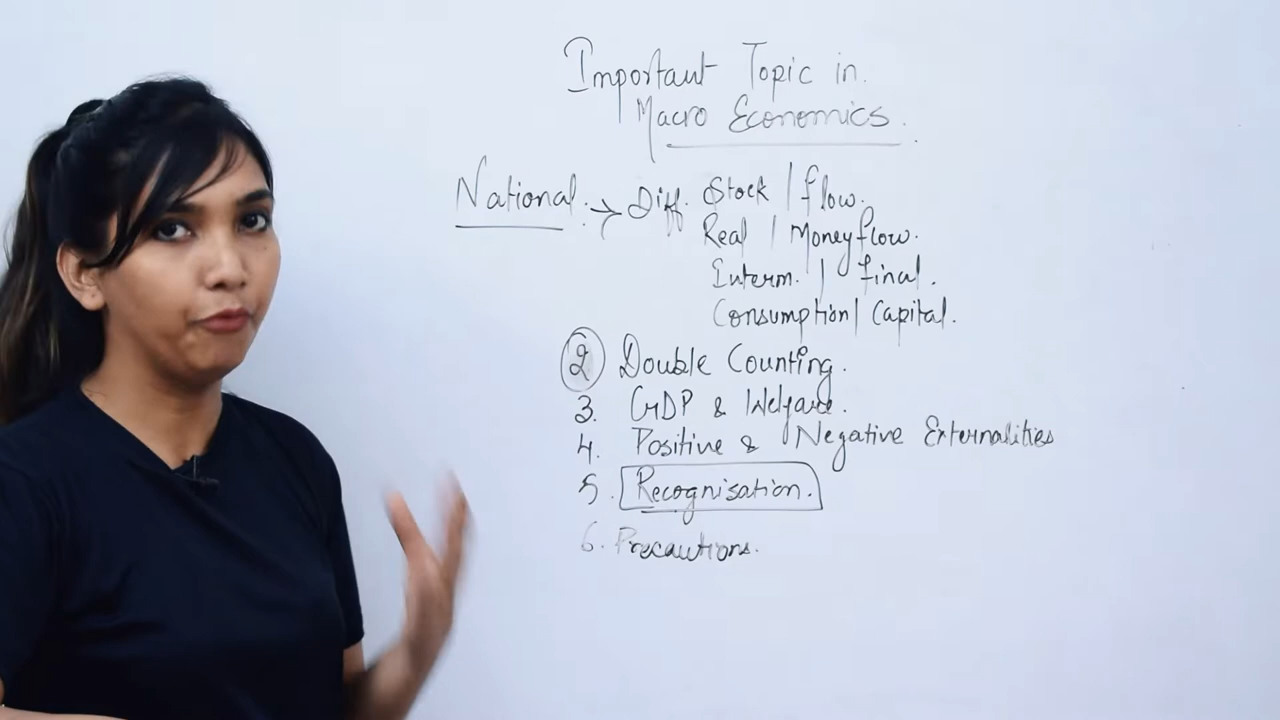 Important Topic in.
Macro Economics.
National. → Diff. Stock / flow.
Real / Moneyflow.
Interm. / final.
Consumption / Capital.
2 Double Counting.
3. GDP & Welfare.
4. Positive & Negative Externalities
5. Recognisation.
6. Precautions.